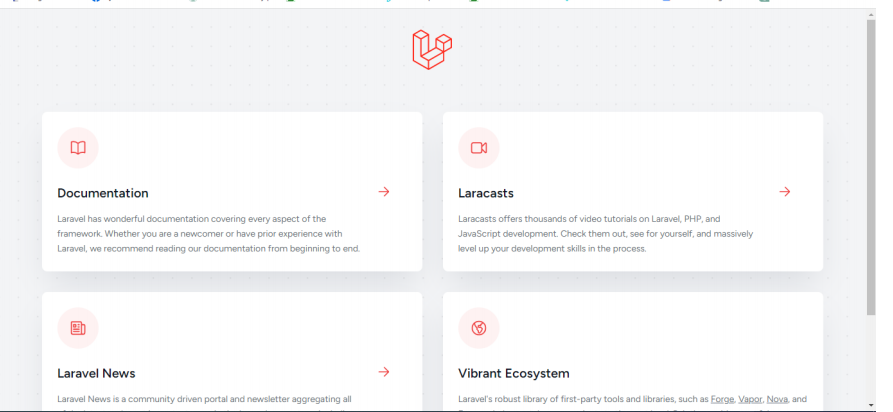 Documentation
Laravel has wonderful documentation covering every aspect of the
framework. Whether you are a newcomer or have prior experience with
Laravel, we recommend reading our documentation from beginning to end.
Laracasts
Laracasts offers thousands of video tutorials on Laravel, PHP, and
JavaScript development. Check them out, see for yourself, and massively
level up your development skills in the process.
Laravel News
Laravel News is a community driven portal and newsletter aggregating all
Vibrant Ecosystem
Laravel's robust library of first-party tools and libraries, such as Forge, Vapor, Nova, and